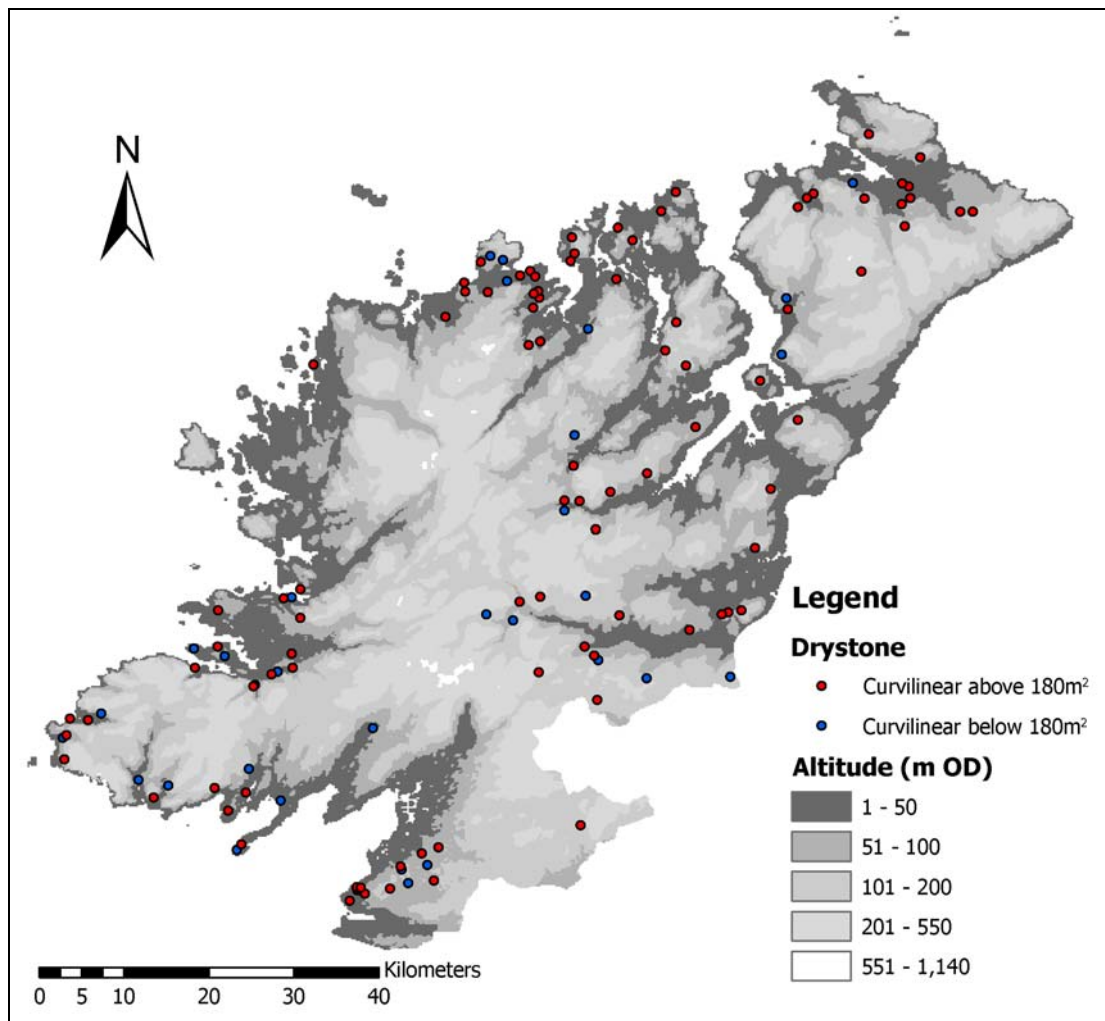 N
Legend
Drystone
Curvilinear above 180m²
Curvilinear below 180m²
Altitude (m OD)
1 - 50
51 - 100
101 - 200
201 - 550
551 - 1,140
Kilometers
0 5 10 20 30 40